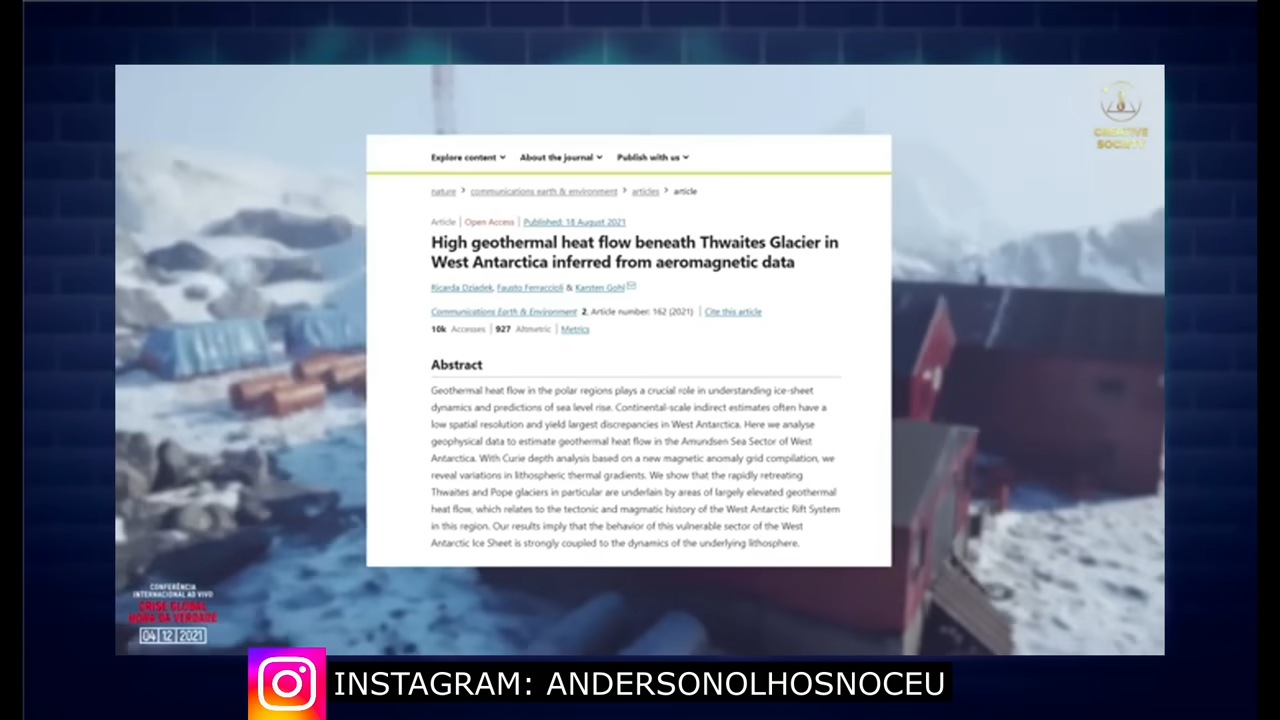 CREATIVE
SOCIETY
Explore content About the journal Publish with us
nature > communications earth & environment > articles > article
Article | Open Access | Published: 18 August 2021
High geothermal heat flow beneath Thwaites Glacier in
West Antarctica inferred from aeromagnetic data
Ricarda Dziadek, Fausto Ferraccioli & Karsten Gohl
Communications Earth & Environment 2, Article number: 162 (2021) | Cite this article
10k Accesses | 927 Altmetric | Metrics
Abstract
Geothermal heat flow in the polar regions plays a crucial role in understanding ice-sheet
dynamics and predictions of sea level rise. Continental-scale indirect estimates often have a
low spatial resolution and yield largest discrepancies in West Antarctica. Here we analyse
geophysical data to estimate geothermal heat flow in the Amundsen Sea Sector of West
Antarctica. With Curie depth analysis based on a new magnetic anomaly grid compilation, we
reveal variations in lithospheric thermal gradients. We show that the rapidly retreating
Thwaites and Pope glaciers in particular are underlain by areas of largely elevated geothermal
heat flow, which relates to the tectonic and magmatic history of the West Antarctic Rift System
in this region. Our results imply that the behavior of this vulnerable sector of the West
Antarctic Ice Sheet is strongly coupled to the dynamics of the underlying lithosphere.
CONFERÊNCIA
INTERNACIONAL AO VIVO
CRISE GLOBAL
HORA DA VERDADE
04|12|2021
INSTAGRAM: ANDERSONOLHOSNOCEU